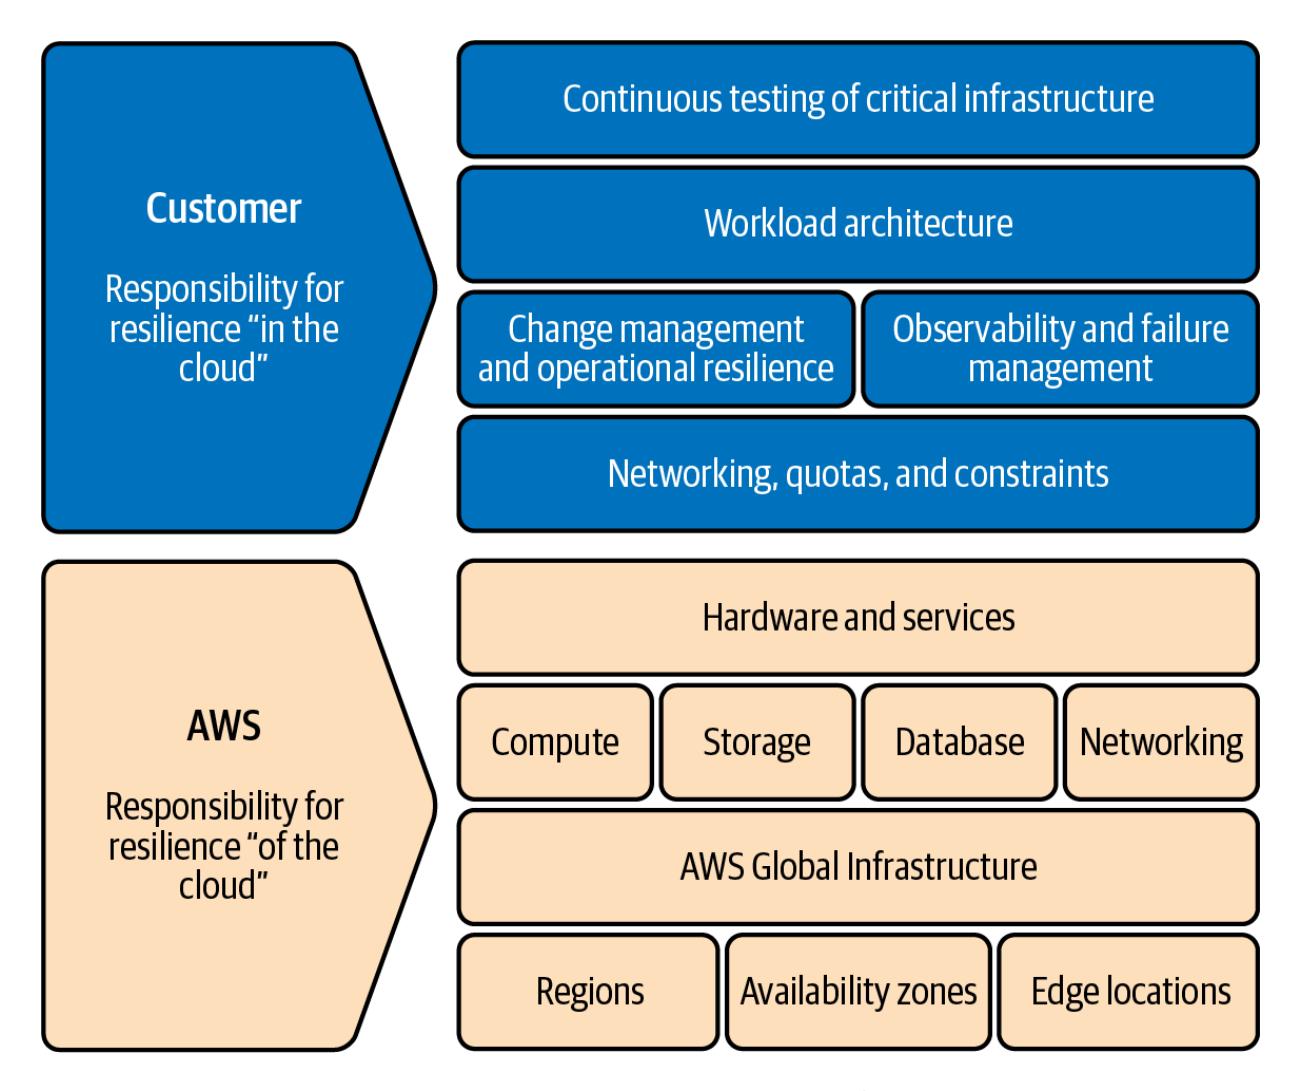 Customer
Responsibility for
resilience “in the
cloud”
Continuous testing of critical infrastructure
Workload architecture
Change management
and operational resilience
Observability and failure
management
Networking, quotas, and constraints
AWS
Responsibility for
resilience “of the
cloud”
Hardware and services
Compute
Storage
Database
Networking
AWS Global Infrastructure
Regions
Availability zones
Edge locations